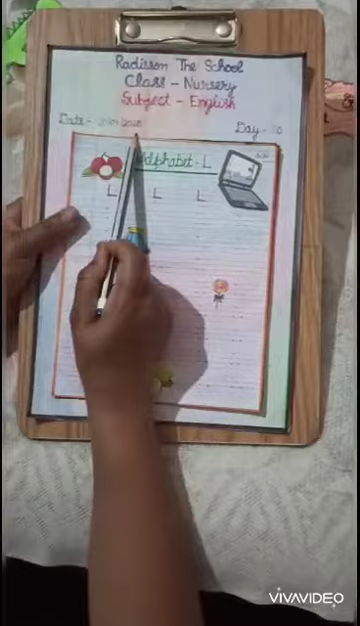 Radisson The School
Class - Nursery
Subject - English
Date -
Day - 10
Alphabet - L
L L L
VIVAVIDEO